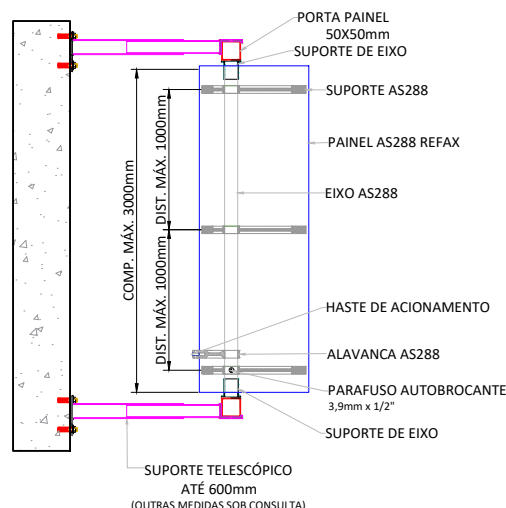 PORTA PAINEL
50X50mm
SUPORTE DE EIXO
SUPORTE AS288
PAINEL AS288 REFAX
EIXO AS288
COMP. MÁX. 3000mm
DIST. MÁX. 1000mm
DIST. MÁX. 1000mm
HASTE DE ACIONAMENTO
ALAVANCA AS288
PARAFUSO AUTOBROCANTE
3,9mm x 1/2"
SUPORTE DE EIXO
SUPORTE TELESCÓPICO
ATÉ 600mm
(OUTRAS MEDIDAS SOB CONSULTA)